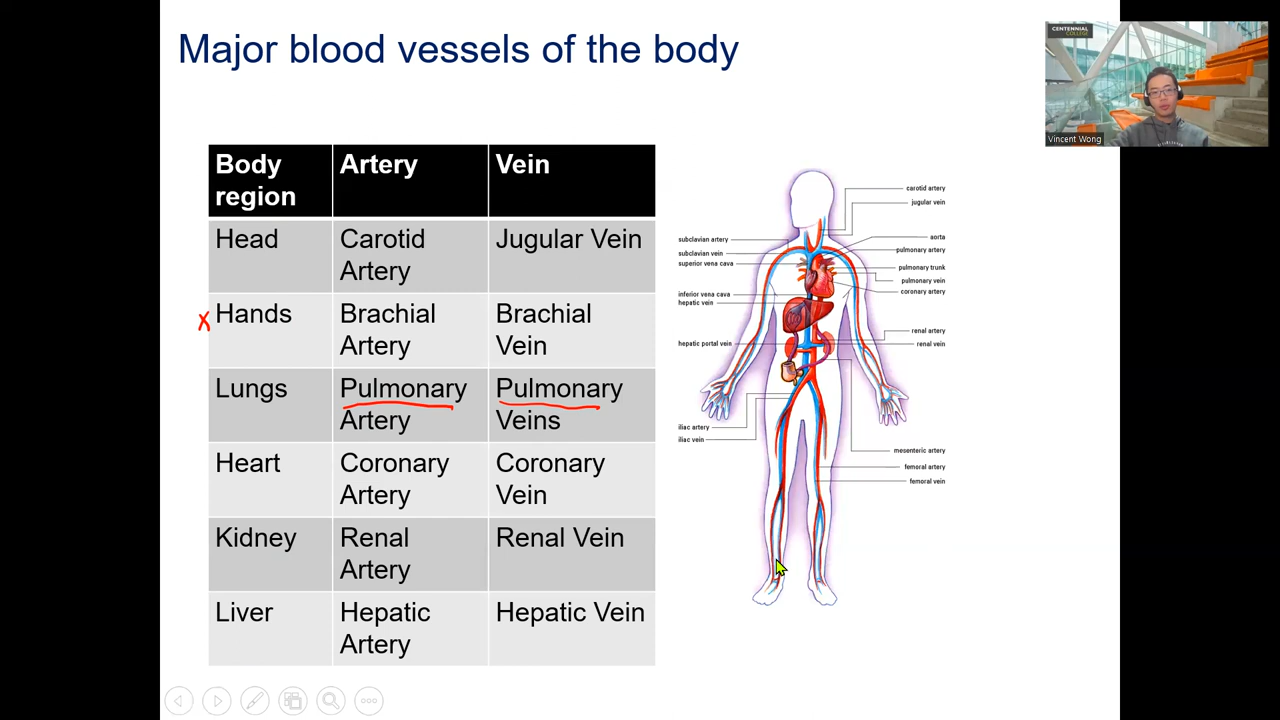 Major blood vessels of the body
CENTENNIAL
COLLEGE
Vincent Wong
Body
region
Artery
Vein
Head
Carotid
Artery
Jugular Vein
x
Hands
Brachial
Artery
Brachial
Vein
Lungs
Pulmonary
Artery
Pulmonary
Veins
Heart
Coronary
Artery
Coronary
Vein
Kidney
Renal
Artery
Renal Vein
Liver
Hepatic
Artery
Hepatic Vein
subclavian artery
subclavian vein
superior vena cava
inferior vena cava
hepatic vein
hepatic portal vein
iliac artery
iliac vein
carotid artery
jugular vein
aorta
pulmonary artery
pulmonary trunk
pulmonary vein
coronary artery
renal artery
renal vein
mesenteric artery
femoral artery
femoral vein